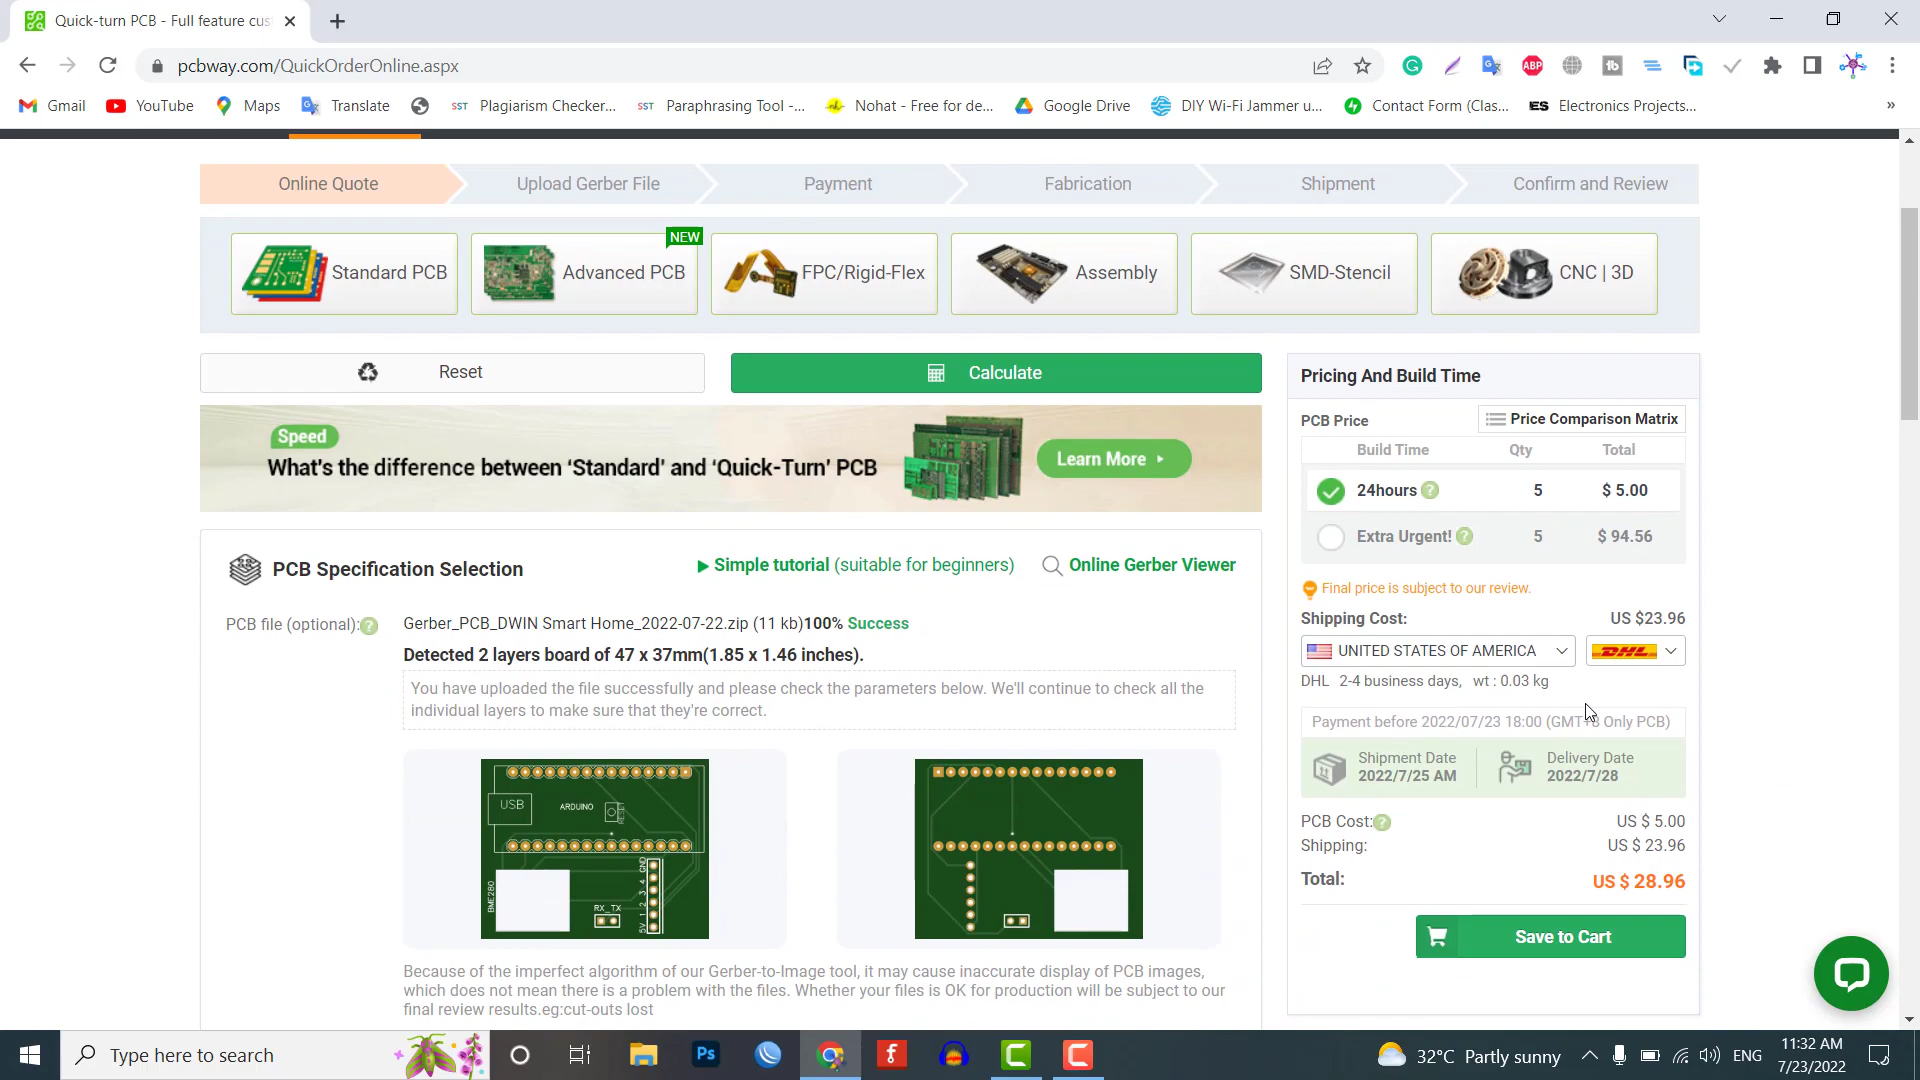 Quick-turn PCB - Full feature cus
pcbway.com/QuickOrderOnline.aspx
Gmail YouTube Maps Translate SST Plagiarism Checker... SST Paraphrasing Tool -... Nohat - Free for de... Google Drive DIY Wi-Fi Jammer u... Contact Form (Clas... ES Electronics Projects... »
Online Quote Upload Gerber File Payment Fabrication Shipment Confirm and Review
NEW
Standard PCB Advanced PCB FPC/Rigid-Flex Assembly SMD-Stencil CNC | 3D
Reset Calculate
Speed
What's the difference between 'Standard' and 'Quick-Turn' PCB
Learn More
PCB Specification Selection
Simple tutorial (suitable for beginners)
Online Gerber Viewer
PCB file (optional):
Gerber_PCB_DWIN Smart Home_2022-07-22.zip (11 kb)100% Success
Detected 2 layers board of 47 x 37mm(1.85 x 1.46 inches).
You have uploaded the file successfully and please check the parameters below. We'll continue to check all the
individual layers to make sure that they're correct.
USB
ARDUINO
RESET
BME280
RX_TX
5V 1 2 3 4 GND
Because of the imperfect algorithm of our Gerber-to-Image tool, it may cause inaccurate display of PCB images,
which does not mean there is a problem with the files. Whether your files is OK for production will be subject to our
final review results.eg:cut-outs lost
Pricing And Build Time
PCB Price
Price Comparison Matrix
Build Time Qty Total
24hours ? 5 $ 5.00
Extra Urgent! ? 5 $ 94.56
Final price is subject to our review.
Shipping Cost: US $23.96
UNITED STATES OF AMERICA DHL
DHL 2-4 business days, wt : 0.03 kg
Payment before 2022/07/23 18:00 (GMT+8 Only PCB)
Shipment Date
2022/7/25 AM
Delivery Date
2022/7/28
PCB Cost: US $ 5.00
Shipping: US $ 23.96
Total: US $ 28.96
Save to Cart
Type here to search
Ps
32°C Partly sunny
ENG
11:32 AM
7/23/2022